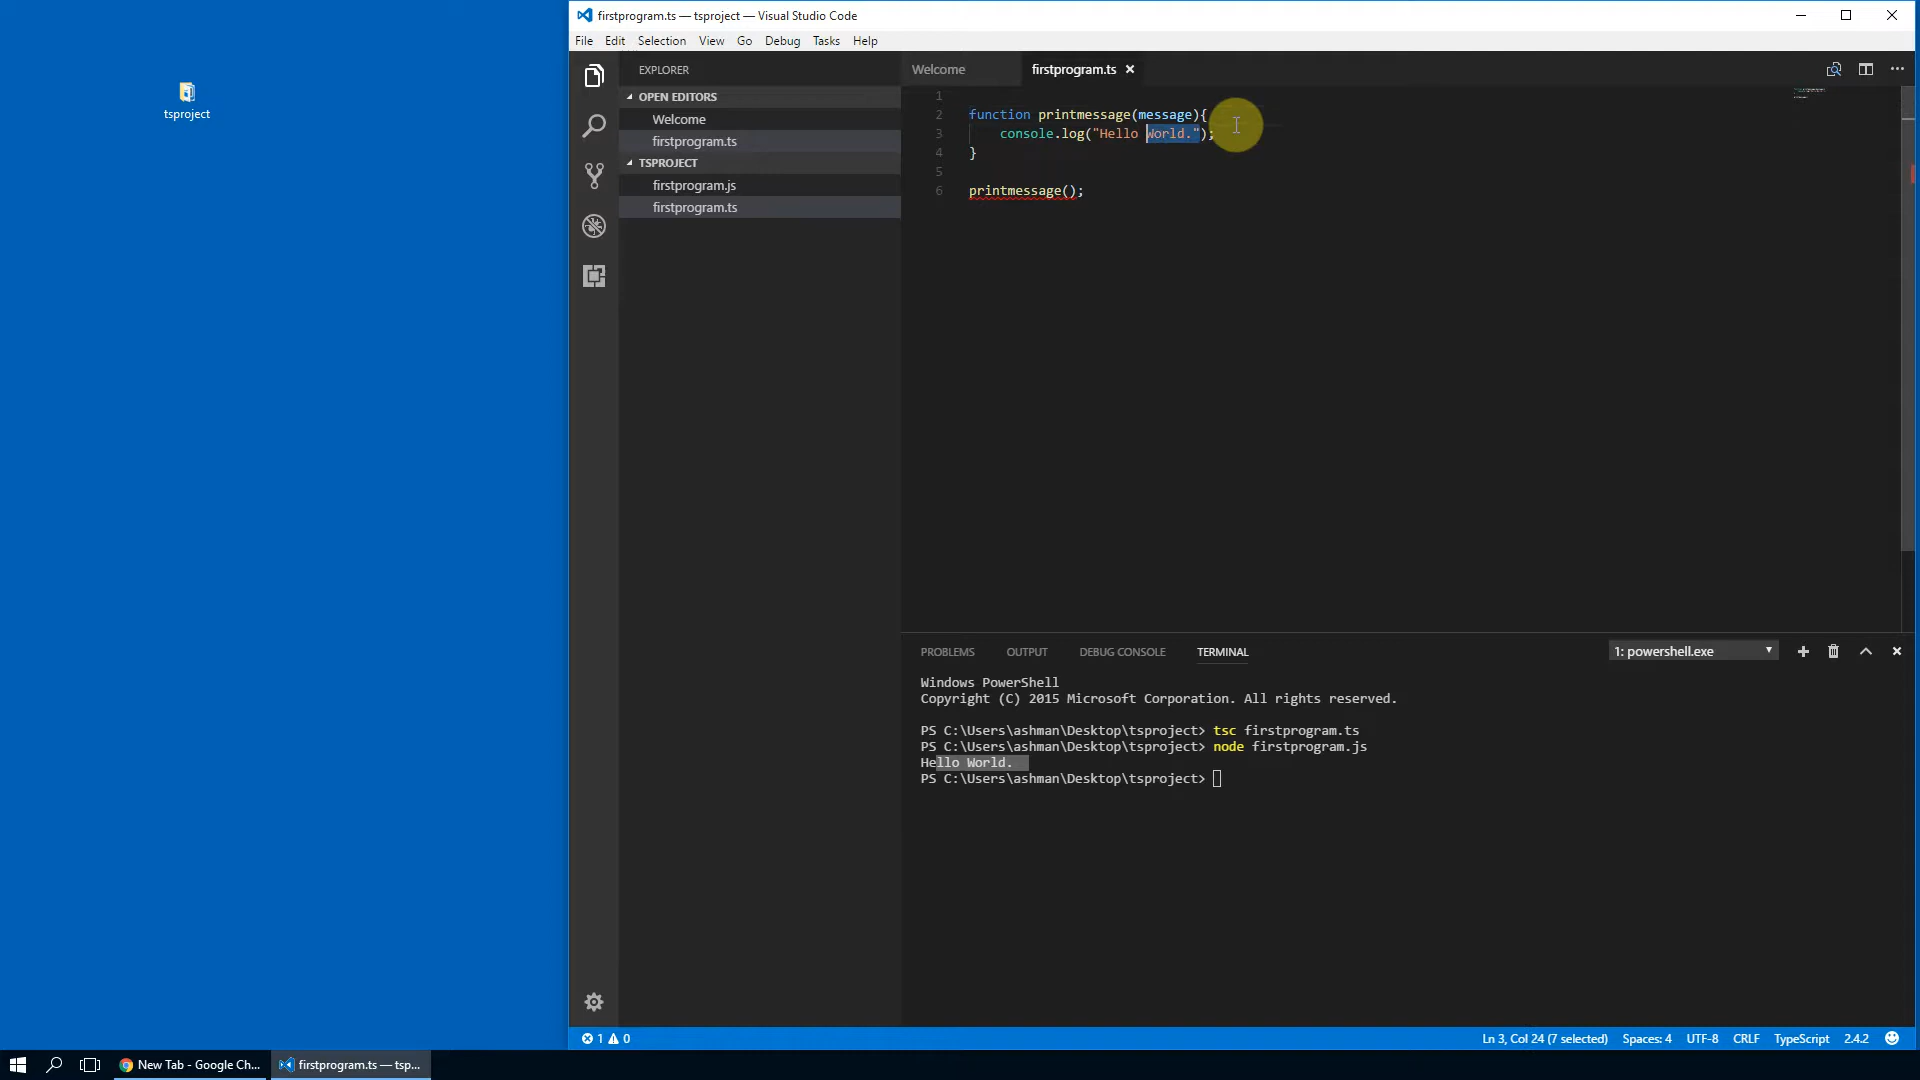 tsproject
firstprogram.ts — tsproject — Visual Studio Code
File Edit Selection View Go Debug Tasks Help
EXPLORER
OPEN EDITORS
Welcome
firstprogram.ts
TSPROJECT
firstprogram.js
firstprogram.ts
Welcome firstprogram.ts
1
2 function printmessage(message){
3 console.log("Hello World.");
4 }
5
6 printmessage();
PROBLEMS OUTPUT DEBUG CONSOLE TERMINAL 1: powershell.exe
Windows PowerShell
Copyright (C) 2015 Microsoft Corporation. All rights reserved.
PS C:\Users\ashman\Desktop\tsproject> tsc firstprogram.ts
PS C:\Users\ashman\Desktop\tsproject> node firstprogram.js
Hello World.
PS C:\Users\ashman\Desktop\tsproject>
1 0 Ln 3, Col 24 (7 selected) Spaces: 4 UTF-8 CRLF TypeScript 2.4.2
New Tab - Google Ch... firstprogram.ts — tsp...